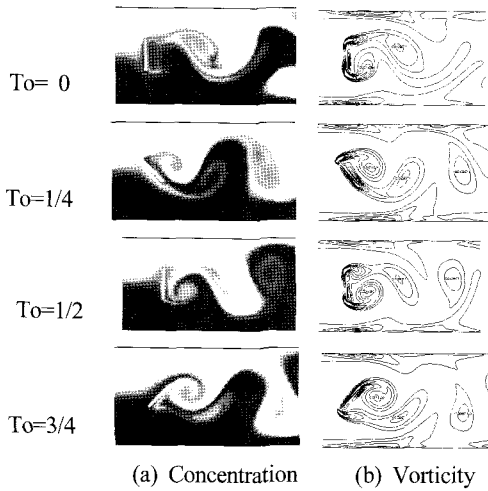 To= 0
To=1/4
To=1/2
To=3/4
(a) Concentration (b) Vorticity